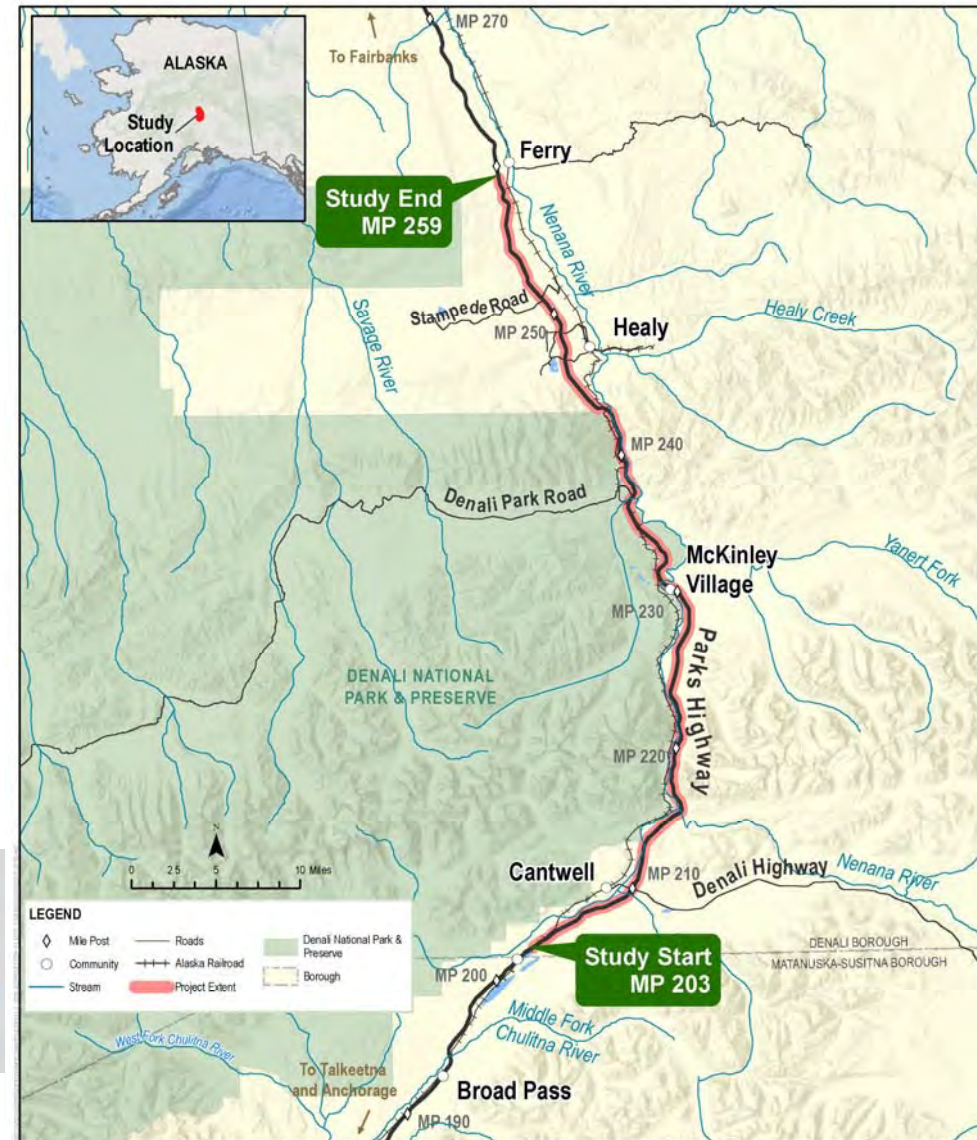 MP 270
To Fairbanks
ALASKA
Study
Location
Ferry
Study End
MP 259
Nenana River
Stampede Road
MP 250
Healy
Healy Creek
Savage River
MP 240
Denali Park Road
McKinley
Village
Yanert Fork
MP 230
Parks Highway
DENALI NATIONAL
PARK & PRESERVE
MP 220
N
0 2.5 5 10 Miles
Cantwell
MP 210
Denali Highway
Nenana River
LEGEND
Mile Post
Roads
Denali National Park &
Preserve
Community
Alaska Railroad
Borough
Stream
Project Extent
DENALI BOROUGH
MATANUSKA-SUSITNA BOROUGH
MP 200
Study Start
MP 203
Middle Fork
Chulitna River
West Fork Chulitna River
To Talkeetna
and Anchorage
Broad Pass
MP 190